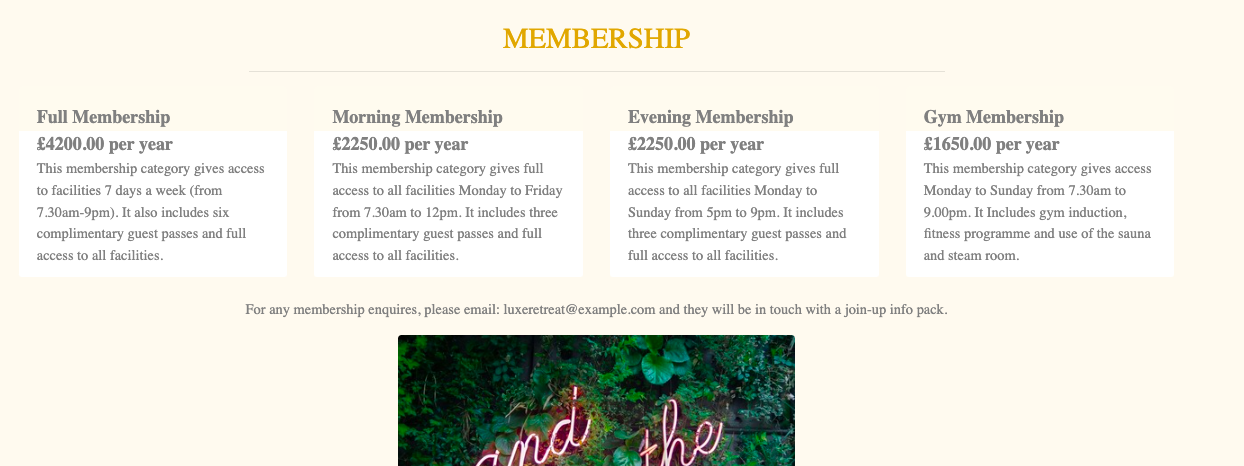 MEMBERSHIP
Full Membership
£4200.00 per year
This membership category gives access
to facilities 7 days a week (from
7.30am-9pm). It also includes six
complimentary guest passes and full
access to all facilities.
Morning Membership
£2250.00 per year
This membership category gives full
access to all facilities Monday to Friday
from 7.30am to 12pm. It includes three
complimentary guest passes and full
access to all facilities.
Evening Membership
£2250.00 per year
This membership category gives full
access to all facilities Monday to
Sunday from 5pm to 9pm. It includes
three complimentary guest passes and
full access to all facilities.
Gym Membership
£1650.00 per year
This membership category gives access
Monday to Sunday from 7.30am to
9.00pm. It Includes gym induction,
fitness programme and use of the sauna
and steam room.
For any membership enquires, please email: luxeretreat@example.com and they will be in touch with a join-up info pack.
and the